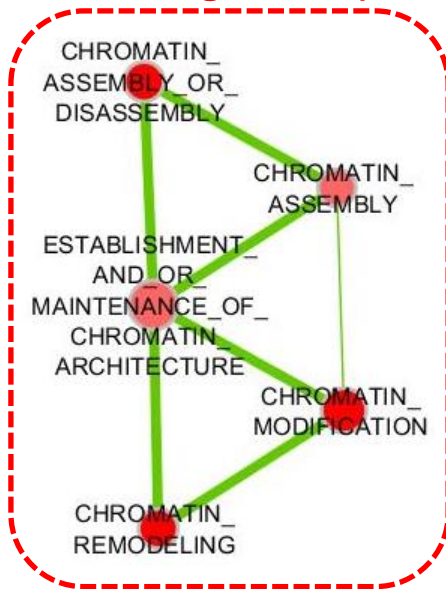 CHROMATIN_
ASSEMBLY_OR_
DISASSEMBLY
CHROMATIN_
ASSEMBLY
ESTABLISHMENT_
AND_OR_
MAINTENANCE_OF_
CHROMATIN_
ARCHITECTURE
CHROMATIN_
MODIFICATION
CHROMATIN_
REMODELING